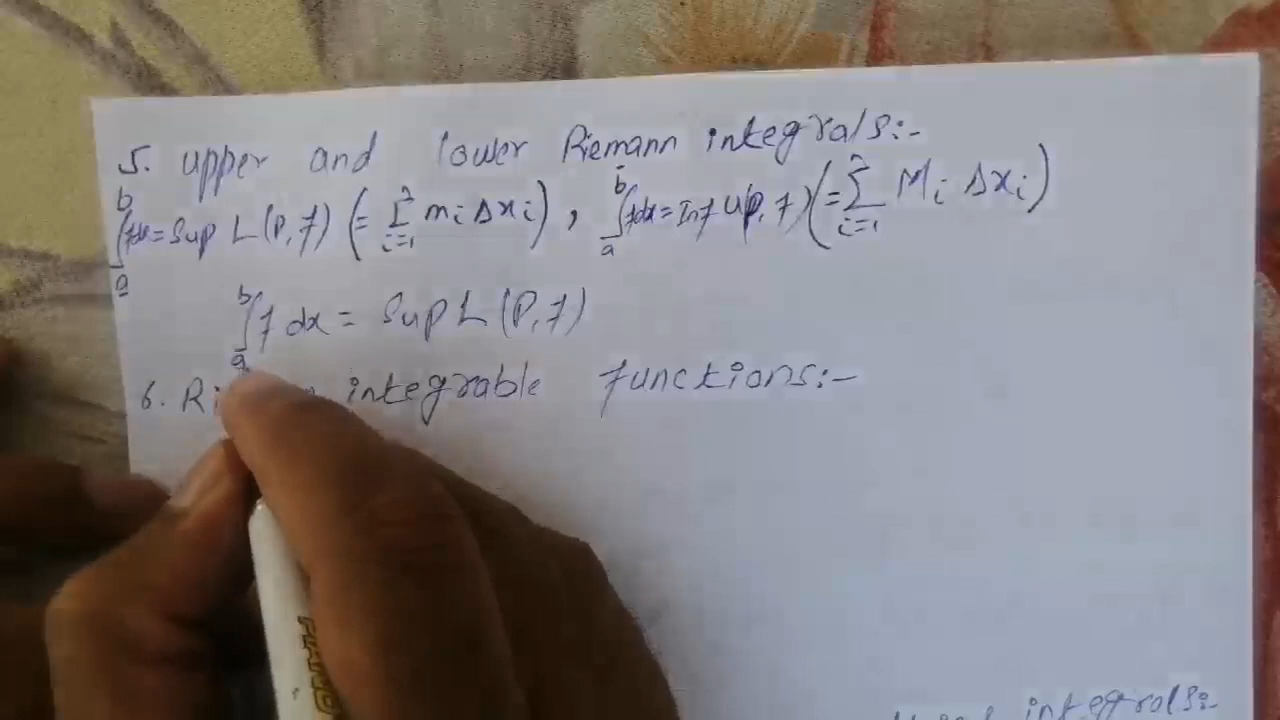 5. upper and lower Riemann integrals:-
∫_a^b f dx = Sup L(P, f) (= Σ_{i=1}^n m_i Δx_i), ∫_a^b f dx = Inf U(P, f) (= Σ_{i=1}^n M_i Δx_i)
∫_a^b f dx = Sup L(P, f)
6. integrable functions:-
integrals:-
PIANO